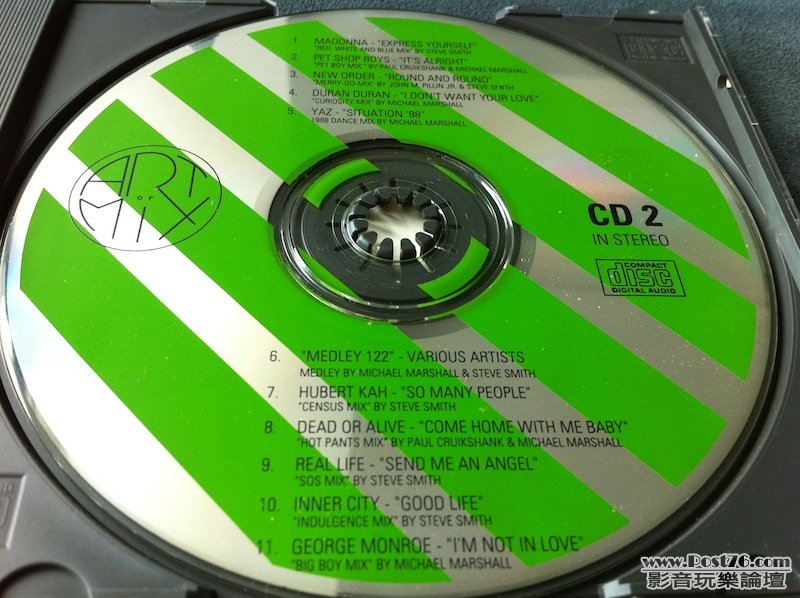 1. MADONNA - "EXPRESS YOURSELF"
"RED, WHITE AND BLUE MIX" BY STEVE SMITH
2. PET SHOP BOYS - "IT'S ALRIGHT"
"PET BOY MIX" BY PAUL CRUIKSHANK & MICHAEL MARSHALL
3. NEW ORDER - "ROUND AND ROUND"
"MERRY-GO-MIX" BY JOHN M. PILLIN JR. & STEVE SMITH
4. DURAN DURAN - "I DON'T WANT YOUR LOVE"
"CURIOSITY MIX" BY MICHAEL MARSHALL
5. YAZ - "SITUATION '88"
1988 DANCE MIX BY MICHAEL MARSHALL
ART
OF
MiX
CD 2
IN STEREO
COMPACT
disc
DIGITAL AUDIO
6. "MEDLEY 122" - VARIOUS ARTISTS
MEDLEY BY MICHAEL MARSHALL & STEVE SMITH
7. HUBERT KAH - "SO MANY PEOPLE"
"CENSUS MIX" BY STEVE SMITH
8. DEAD OR ALIVE - "COME HOME WITH ME BABY"
"HOT PANTS MIX" BY PAUL CRUIKSHANK & MICHAEL MARSHALL
9. REAL LIFE - "SEND ME AN ANGEL"
"SOS MIX" BY STEVE SMITH
10. INNER CITY - "GOOD LIFE"
"INDULGENCE MIX" BY STEVE SMITH
11. GEORGE MONROE - "I'M NOT IN LOVE"
"BIG BOY MIX" BY MICHAEL MARSHALL
www.Post76.com
影音玩樂論壇